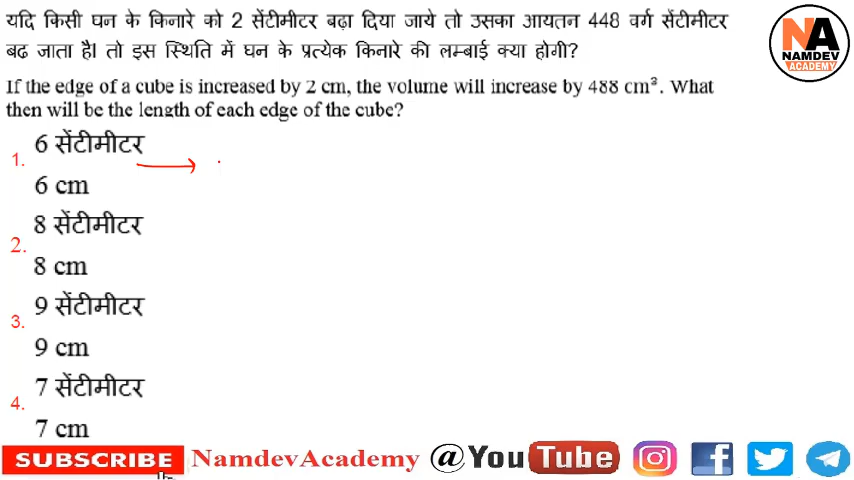 यदि किसी घन के किनारे को 2 सेंटीमीटर बढ़ा दिया जाये तो उसका आयतन 448 वर्ग सेंटीमीटर
बढ जाता है। तो इस स्थिति में घन के प्रत्येक किनारे की लम्बाई क्या होगी?
If the edge of a cube is increased by 2 cm, the volume will increase by 488 cm³. What
then will be the length of each edge of the cube?
1. 6 सेंटीमीटर
6 cm
2. 8 सेंटीमीटर
8 cm
3. 9 सेंटीमीटर
9 cm
4. 7 सेंटीमीटर
7 cm
NA
NAMDEV
ACADEMY
SUBSCRIBE NamdevAcademy @YouTube